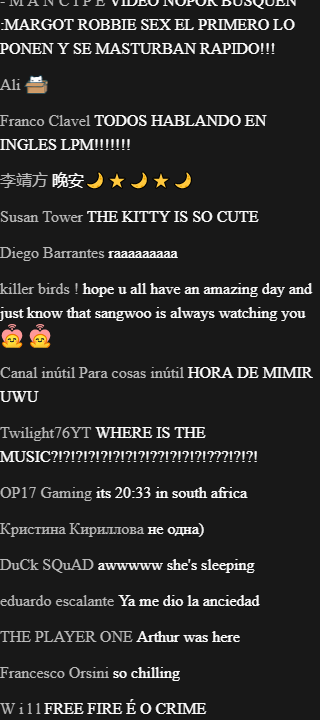 - M A N C I P E VIDEO NOPOR BUSQUEN
:MARGOT ROBBIE SEX EL PRIMERO LO
PONEN Y SE MASTURBAN RAPIDO!!!
Ali
Franco Clavel TODOS HABLANDO EN
INGLES LPM!!!!!!!
李靖方 晚安🌙⭐🌙⭐🌙
Susan Tower THE KITTY IS SO CUTE
Diego Barrantes raaaaaaaaa
killer birds ! hope u all have an amazing day and
just know that sangwoo is always watching you
Canal inútil Para cosas inútil HORA DE MIMIR
UWU
Twilight76YT WHERE IS THE
MUSIC?!?!?!?!?!?!?!?!??!?!?!?!???!?!?!
OP17 Gaming its 20:33 in south africa
Кристина Кириллова не одна)
DuCk SQuAD awwwww she's sleeping
eduardo escalante Ya me dio la anciedad
THE PLAYER ONE Arthur was here
Francesco Orsini so chilling
W i l l FREE FIRE É O CRIME